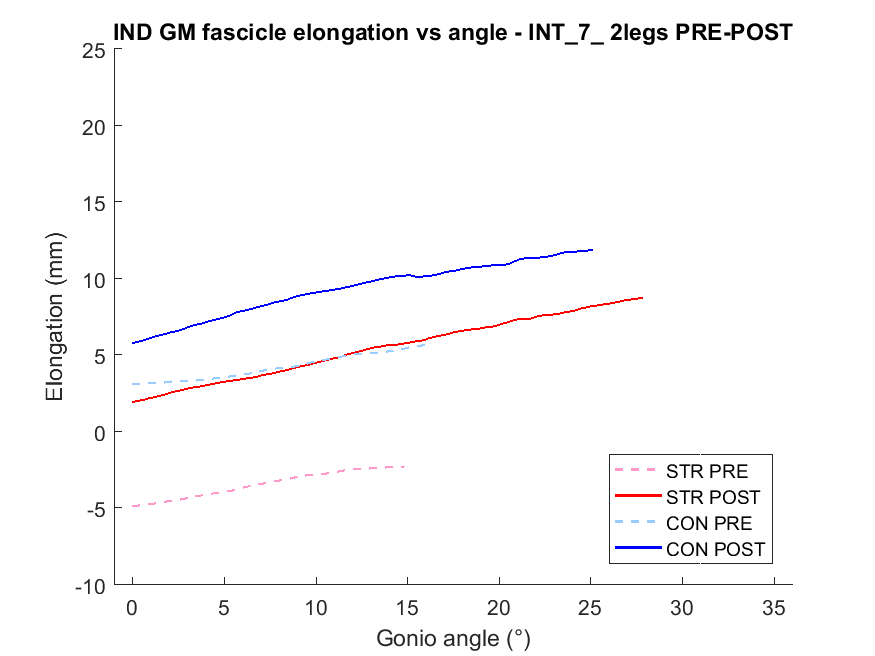 IND GM fascicle elongation vs angle - INT_7_ 2legs PRE-POST
25
20
15
10
5
0
-5
-10
Elongation (mm)
0 5 10 15 20 25 30 35
Gonio angle (°)
STR PRE
STR POST
CON PRE
CON POST